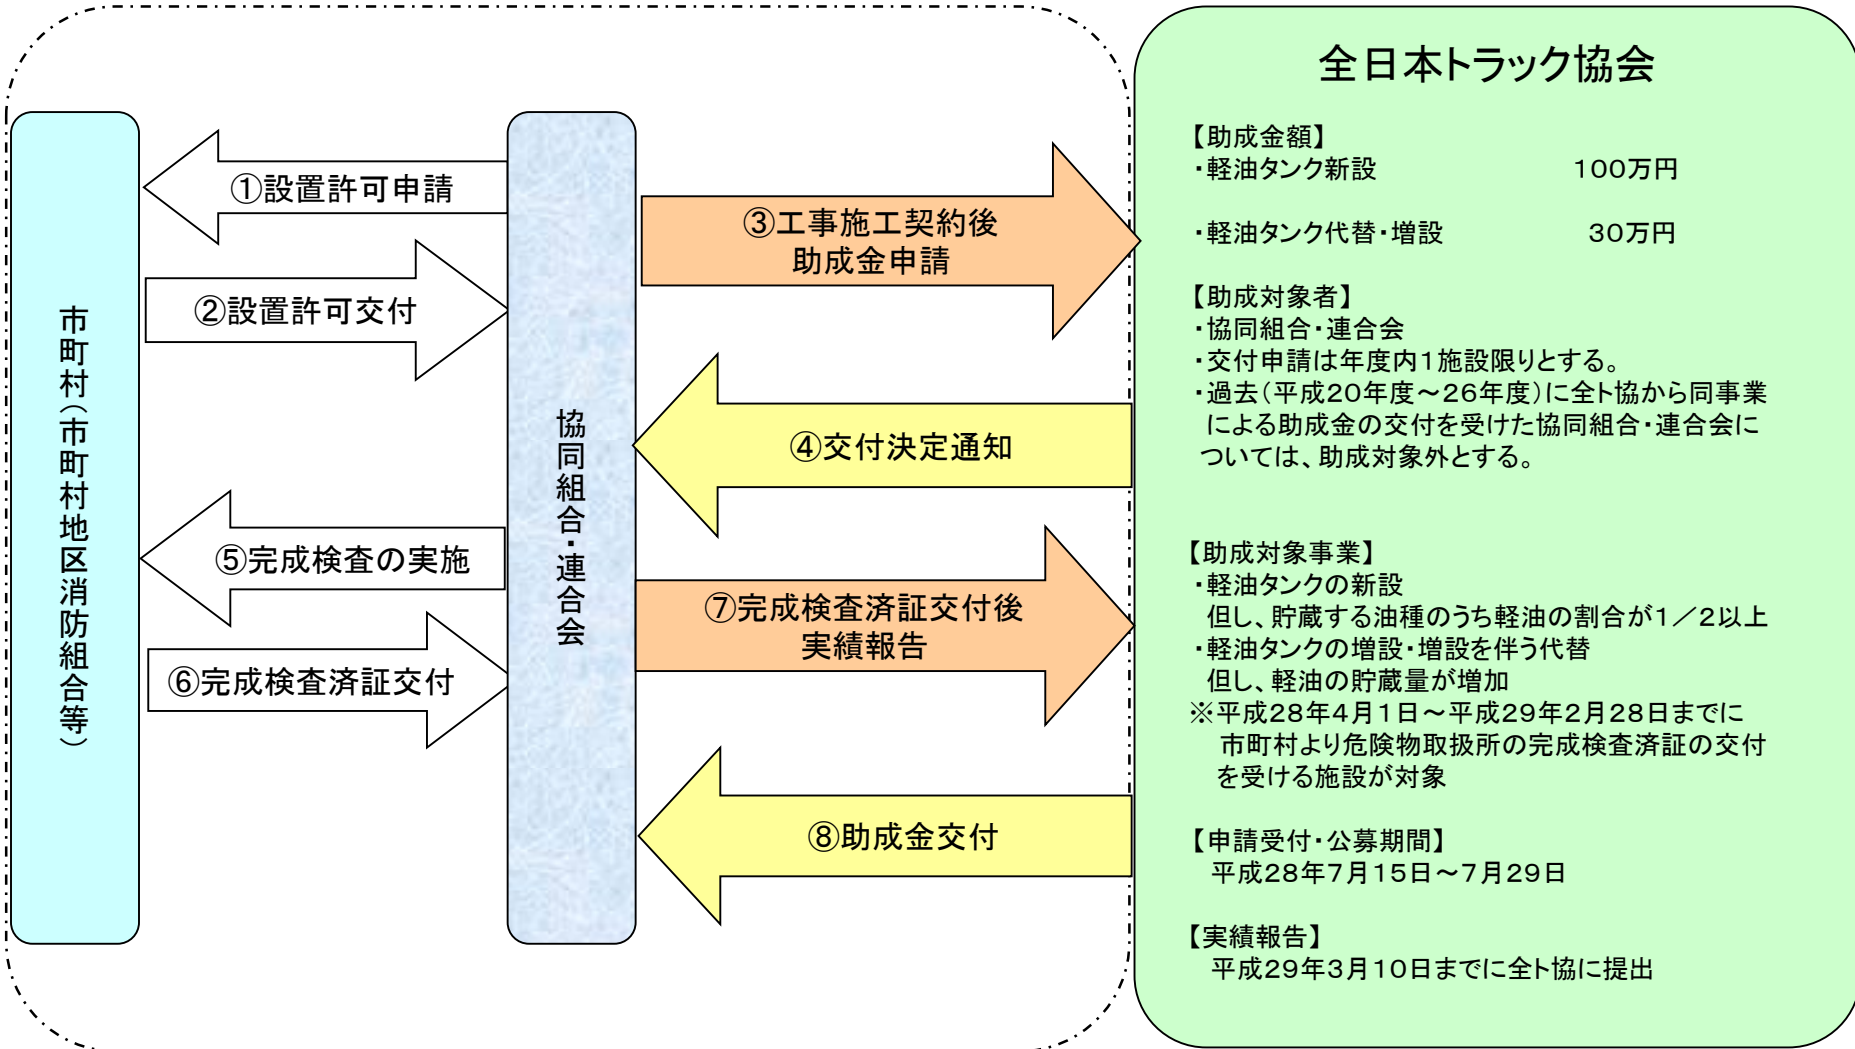 市町村（市町村地区消防組合等）
①設置許可申請
②設置許可交付
⑤完成検査の実施
⑥完成検査済証交付
協同組合・連合会
③工事施工契約後
助成金申請
④交付決定通知
⑦完成検査済証交付後
実績報告
⑧助成金交付
全日本トラック協会
【助成金額】
・軽油タンク新設　100万円
・軽油タンク代替・増設　30万円
【助成対象者】
・協同組合・連合会
・交付申請は年度内1施設限りとする。
・過去（平成20年度～26年度）に全ト協から同事業
による助成金の交付を受けた協同組合・連合会に
ついては、助成対象外とする。
【助成対象事業】
・軽油タンクの新設
但し、貯蔵する油種のうち軽油の割合が1／2以上
・軽油タンクの増設・増設を伴う代替
但し、軽油の貯蔵量が増加
※平成28年4月1日～平成29年2月28日までに
市町村より危険物取扱所の完成検査済証の交付
を受ける施設が対象
【申請受付・公募期間】
平成28年7月15日～7月29日
【実績報告】
平成29年3月10日までに全ト協に提出